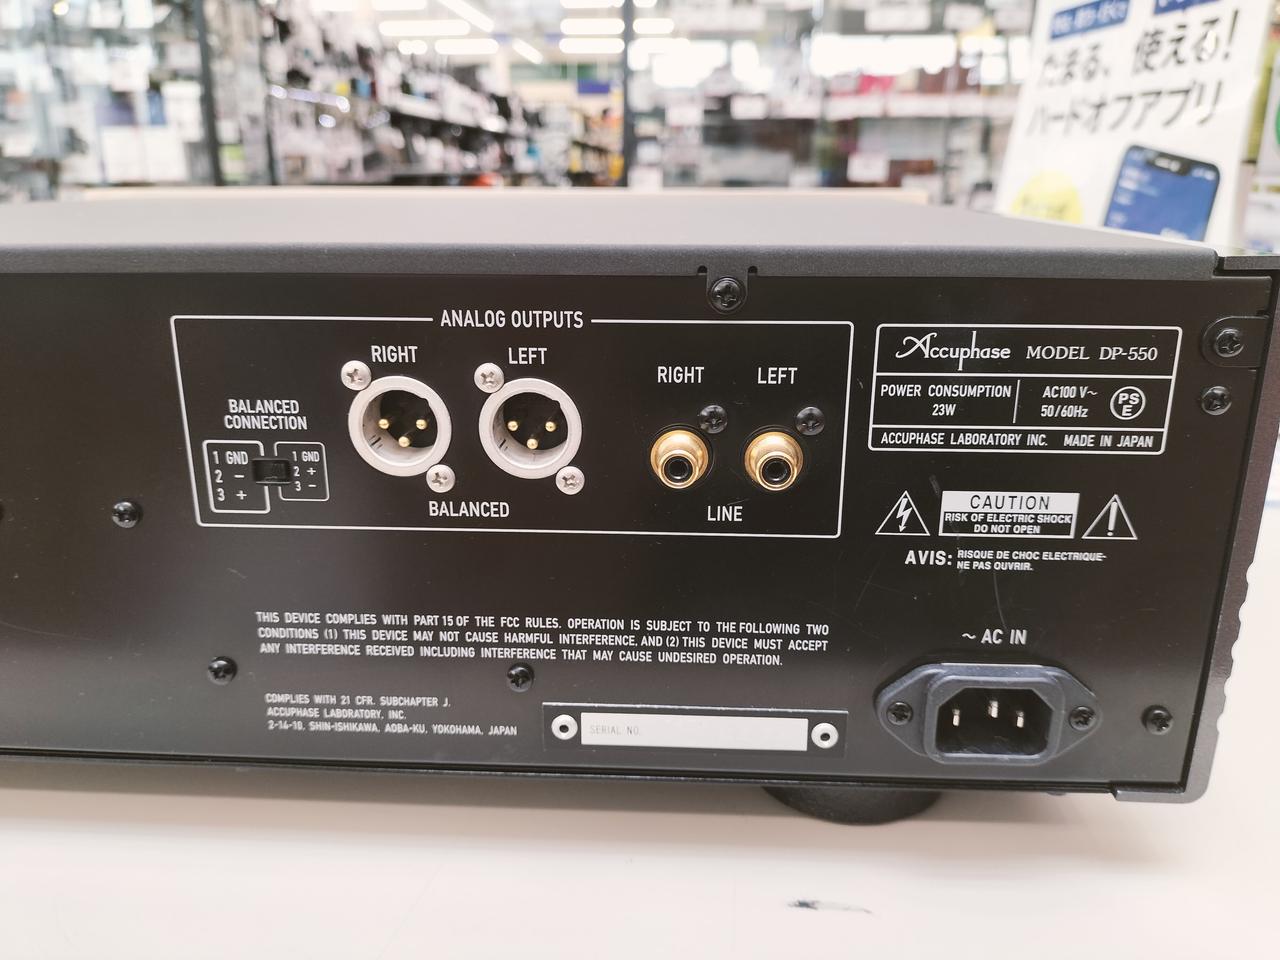 たまる、使える!
ハードオフアプリ
ANALOG OUTPUTS
RIGHT
LEFT
RIGHT
LEFT
BALANCED
CONNECTION
1 GND
2 −
3 +
1 GND
2 +
3 −
BALANCED
LINE
Accuphase MODEL DP-550
POWER CONSUMPTION
23W
AC100 V~
50/60Hz
PS
E
ACCUPHASE LABORATORY INC. MADE IN JAPAN
CAUTION
RISK OF ELECTRIC SHOCK
DO NOT OPEN
AVIS: RISQUE DE CHOC ELECTRIQUE-
NE PAS OUVRIR.
THIS DEVICE COMPLIES WITH PART 15 OF THE FCC RULES. OPERATION IS SUBJECT TO THE FOLLOWING TWO
CONDITIONS (1) THIS DEVICE MAY NOT CAUSE HARMFUL INTERFERENCE, AND (2) THIS DEVICE MUST ACCEPT
ANY INTERFERENCE RECEIVED INCLUDING INTERFERENCE THAT MAY CAUSE UNDESIRED OPERATION.
~ AC IN
COMPLIES WITH 21 CFR. SUBCHAPTER J.
ACCUPHASE LABORATORY, INC.
2-14-10, SHIN-ISHIKAWA, AOBA-KU, YOKOHAMA, JAPAN
SERIAL NO.